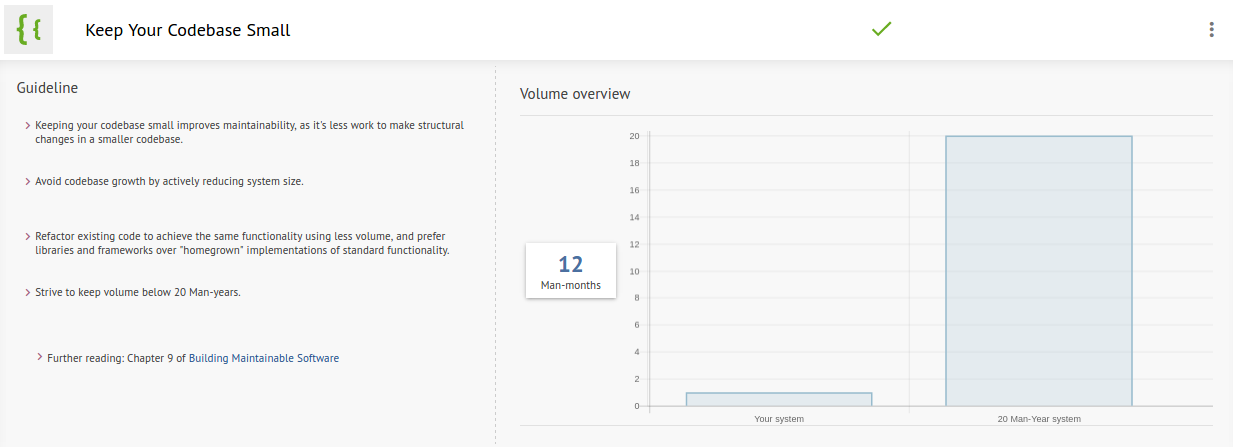 Keep Your Codebase Small
Guideline
Keeping your codebase small improves maintainability, as it's less work to make structural
changes in a smaller codebase.
Avoid codebase growth by actively reducing system size.
Refactor existing code to achieve the same functionality using less volume, and prefer
libraries and frameworks over "homegrown" implementations of standard functionality.
Strive to keep volume below 20 Man-years.
Further reading: Chapter 9 of Building Maintainable Software
Volume overview
12
Man-months
20
18
16
14
12
10
8
6
4
2
0
Your system
20 Man-Year system